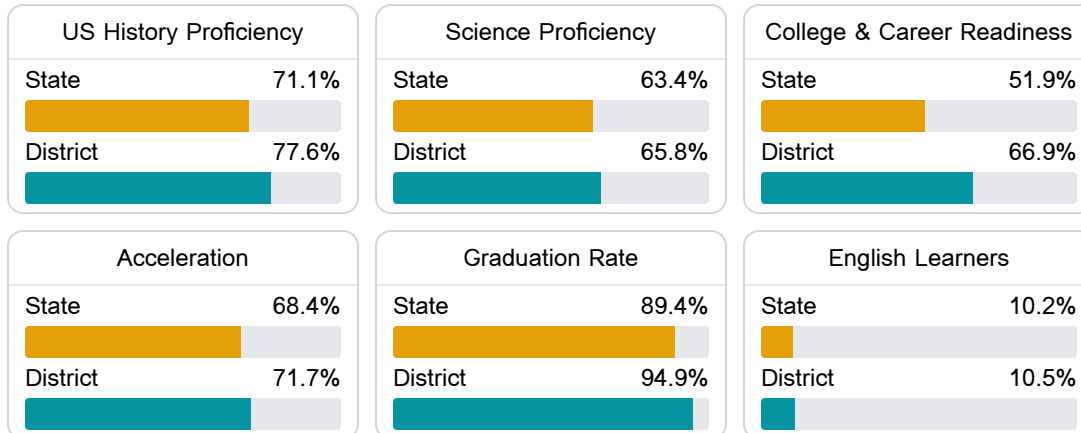 US History Proficiency
State 71.1%
District 77.6%
Science Proficiency
State 63.4%
District 65.8%
College & Career Readiness
State 51.9%
District 66.9%
Acceleration
State 68.4%
District 71.7%
Graduation Rate
State 89.4%
District 94.9%
English Learners
State 10.2%
District 10.5%